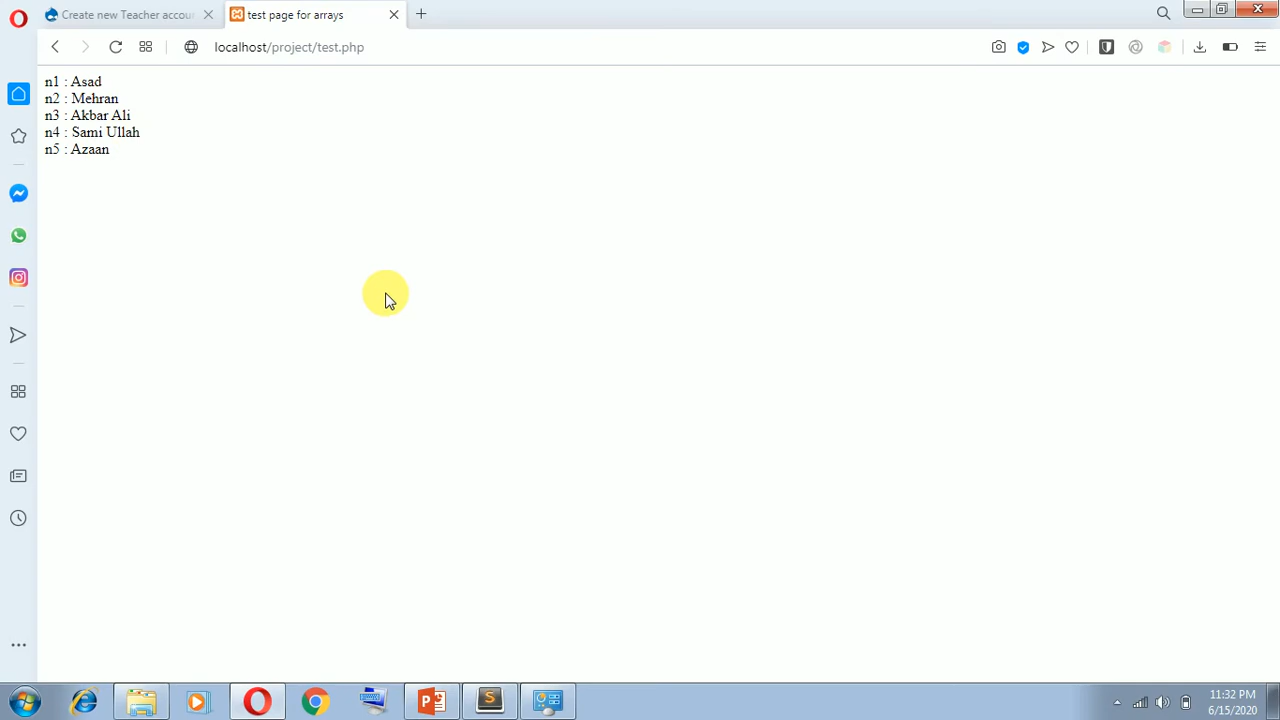 Create new Teacher accou
test page for arrays
localhost/project/test.php
n1 : Asad
n2 : Mehran
n3 : Akbar Ali
n4 : Sami Ullah
n5 : Azaan
11:32 PM
6/15/2020